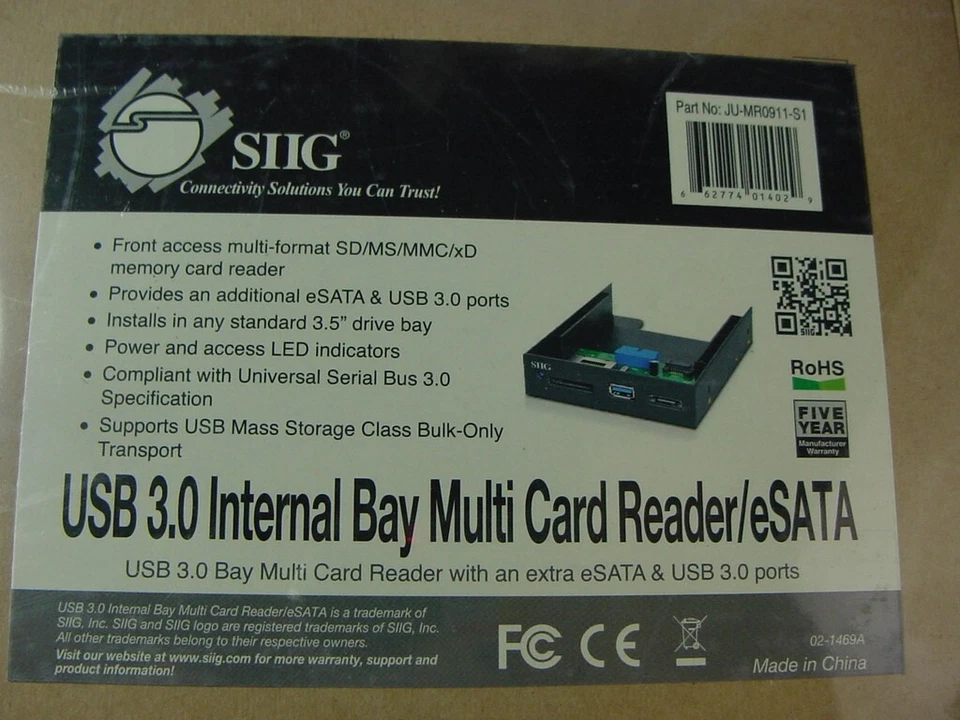 SIIG®
Connectivity Solutions You Can Trust!
Part No: JU-MR0911-S1
6 62774 01402 9
• Front access multi-format SD/MS/MMC/xD
memory card reader
• Provides an additional eSATA & USB 3.0 ports
• Installs in any standard 3.5" drive bay
• Power and access LED indicators
• Compliant with Universal Serial Bus 3.0
Specification
• Supports USB Mass Storage Class Bulk-Only
Transport
SIIG
SIIG
RoHS
FIVE
YEAR
Manufacturer
Warranty
USB 3.0 Internal Bay Multi Card Reader/eSATA
USB 3.0 Bay Multi Card Reader with an extra eSATA & USB 3.0 ports
USB 3.0 Internal Bay Multi Card Reader/eSATA is a trademark of
SIIG, Inc. SIIG and SIIG logo are registered trademarks of SIIG, Inc.
All other trademarks belong to their respective owners.
Visit our website at www.siig.com for more warranty, support and
product information!
FC CE
02-1469A
Made in China